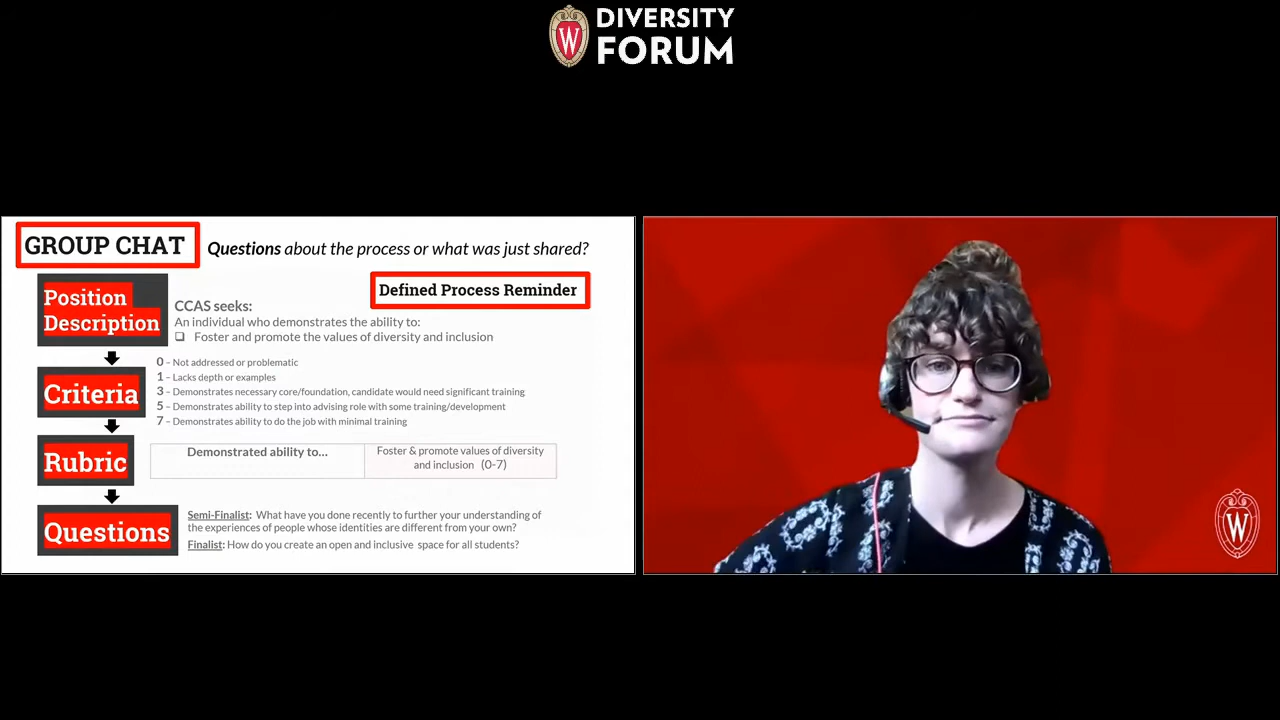 W
DIVERSITY
FORUM
GROUP CHAT
Questions about the process or what was just shared?
Defined Process Reminder
Position
Description
CCAS seeks:
An individual who demonstrates the ability to:
Foster and promote the values of diversity and inclusion
Criteria
0 – Not addressed or problematic
1 – Lacks depth or examples
3 – Demonstrates necessary core/foundation, candidate would need significant training
5 – Demonstrates ability to step into advising role with some training/development
7 – Demonstrates ability to do the job with minimal training
Rubric
Demonstrated ability to...
Foster & promote values of diversity
and inclusion (0-7)
Questions
Semi-Finalist: What have you done recently to further your understanding of
the experiences of people whose identities are different from your own?
Finalist: How do you create an open and inclusive space for all students?
W